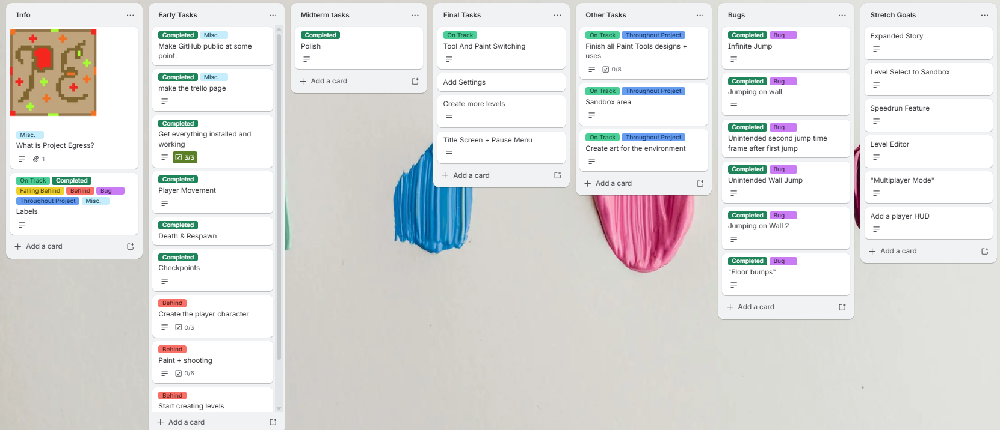 Info
Misc.
What is Project Egress?
1
On Track Completed
Falling Behind Behind Bug
Throughout Project Misc.
Labels
Add a card
Early Tasks
Completed Misc.
Make GitHub public at some
point.
Completed Misc.
make the trello page
Completed
Get everything installed and
working
3/3
Completed
Player Movement
Completed
Death & Respawn
Completed
Checkpoints
Behind
Create the player character
0/3
Behind
Paint + shooting
0/6
Behind
Start creating levels
Add a card
Midterm tasks
Completed
Polish
Add a card
Final Tasks
On Track
Tool And Paint Switching
Add Settings
Create more levels
Title Screen + Pause Menu
Add a card
Other Tasks
On Track Throughout Project
Finish all Paint Tools designs +
uses
0/8
On Track Throughout Project
Sandbox area
On Track Throughout Project
Create art for the environment
Add a card
Bugs
Completed Bug
Infinite Jump
Completed Bug
Jumping on wall
Completed Bug
Unintended second jump time
frame after first jump
Completed Bug
Unintended Wall Jump
Completed Bug
Jumping on Wall 2
Completed Bug
"Floor bumps"
Add a card
Stretch Goals
Expanded Story
Level Select to Sandbox
Speedrun Feature
Level Editor
"Multiplayer Mode"
Add a player HUD
Add a card